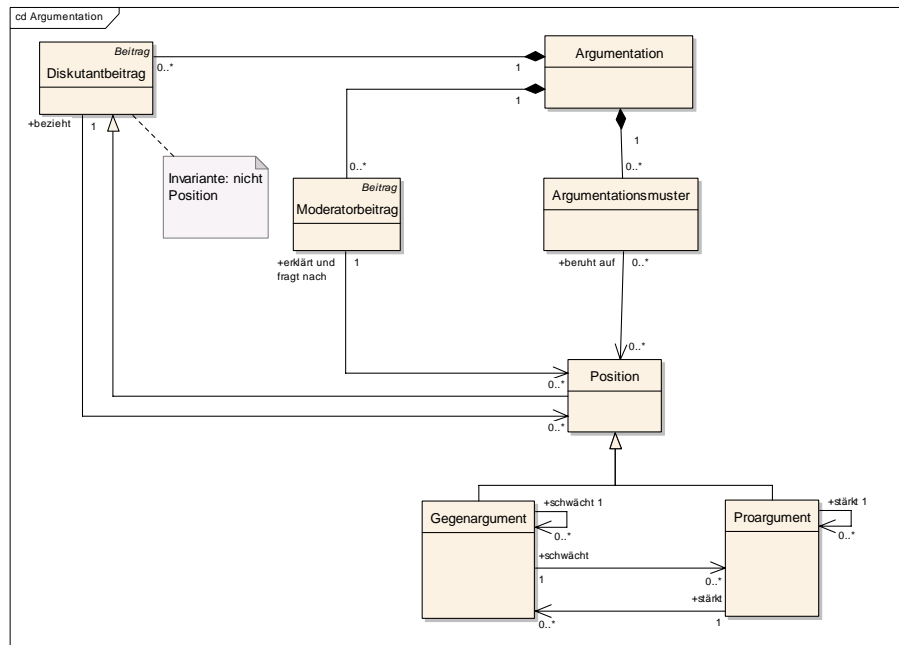 cd Argumentation
Beitrag
Diskutantbeitrag
0..*
1
Argumentation
1
1
+bezieht
1
Invariante: nicht
Position
0..*
0..*
Beitrag
Moderatorbeitrag
Argumentationsmuster
+erklärt und
fragt nach
1
+beruht auf
0..*
0..*
Position
0..*
0..*
+schwächt 1
+stärkt 1
Gegenargument
Proargument
0..*
0..*
+schwächt
1
0..*
+stärkt
0..*
1